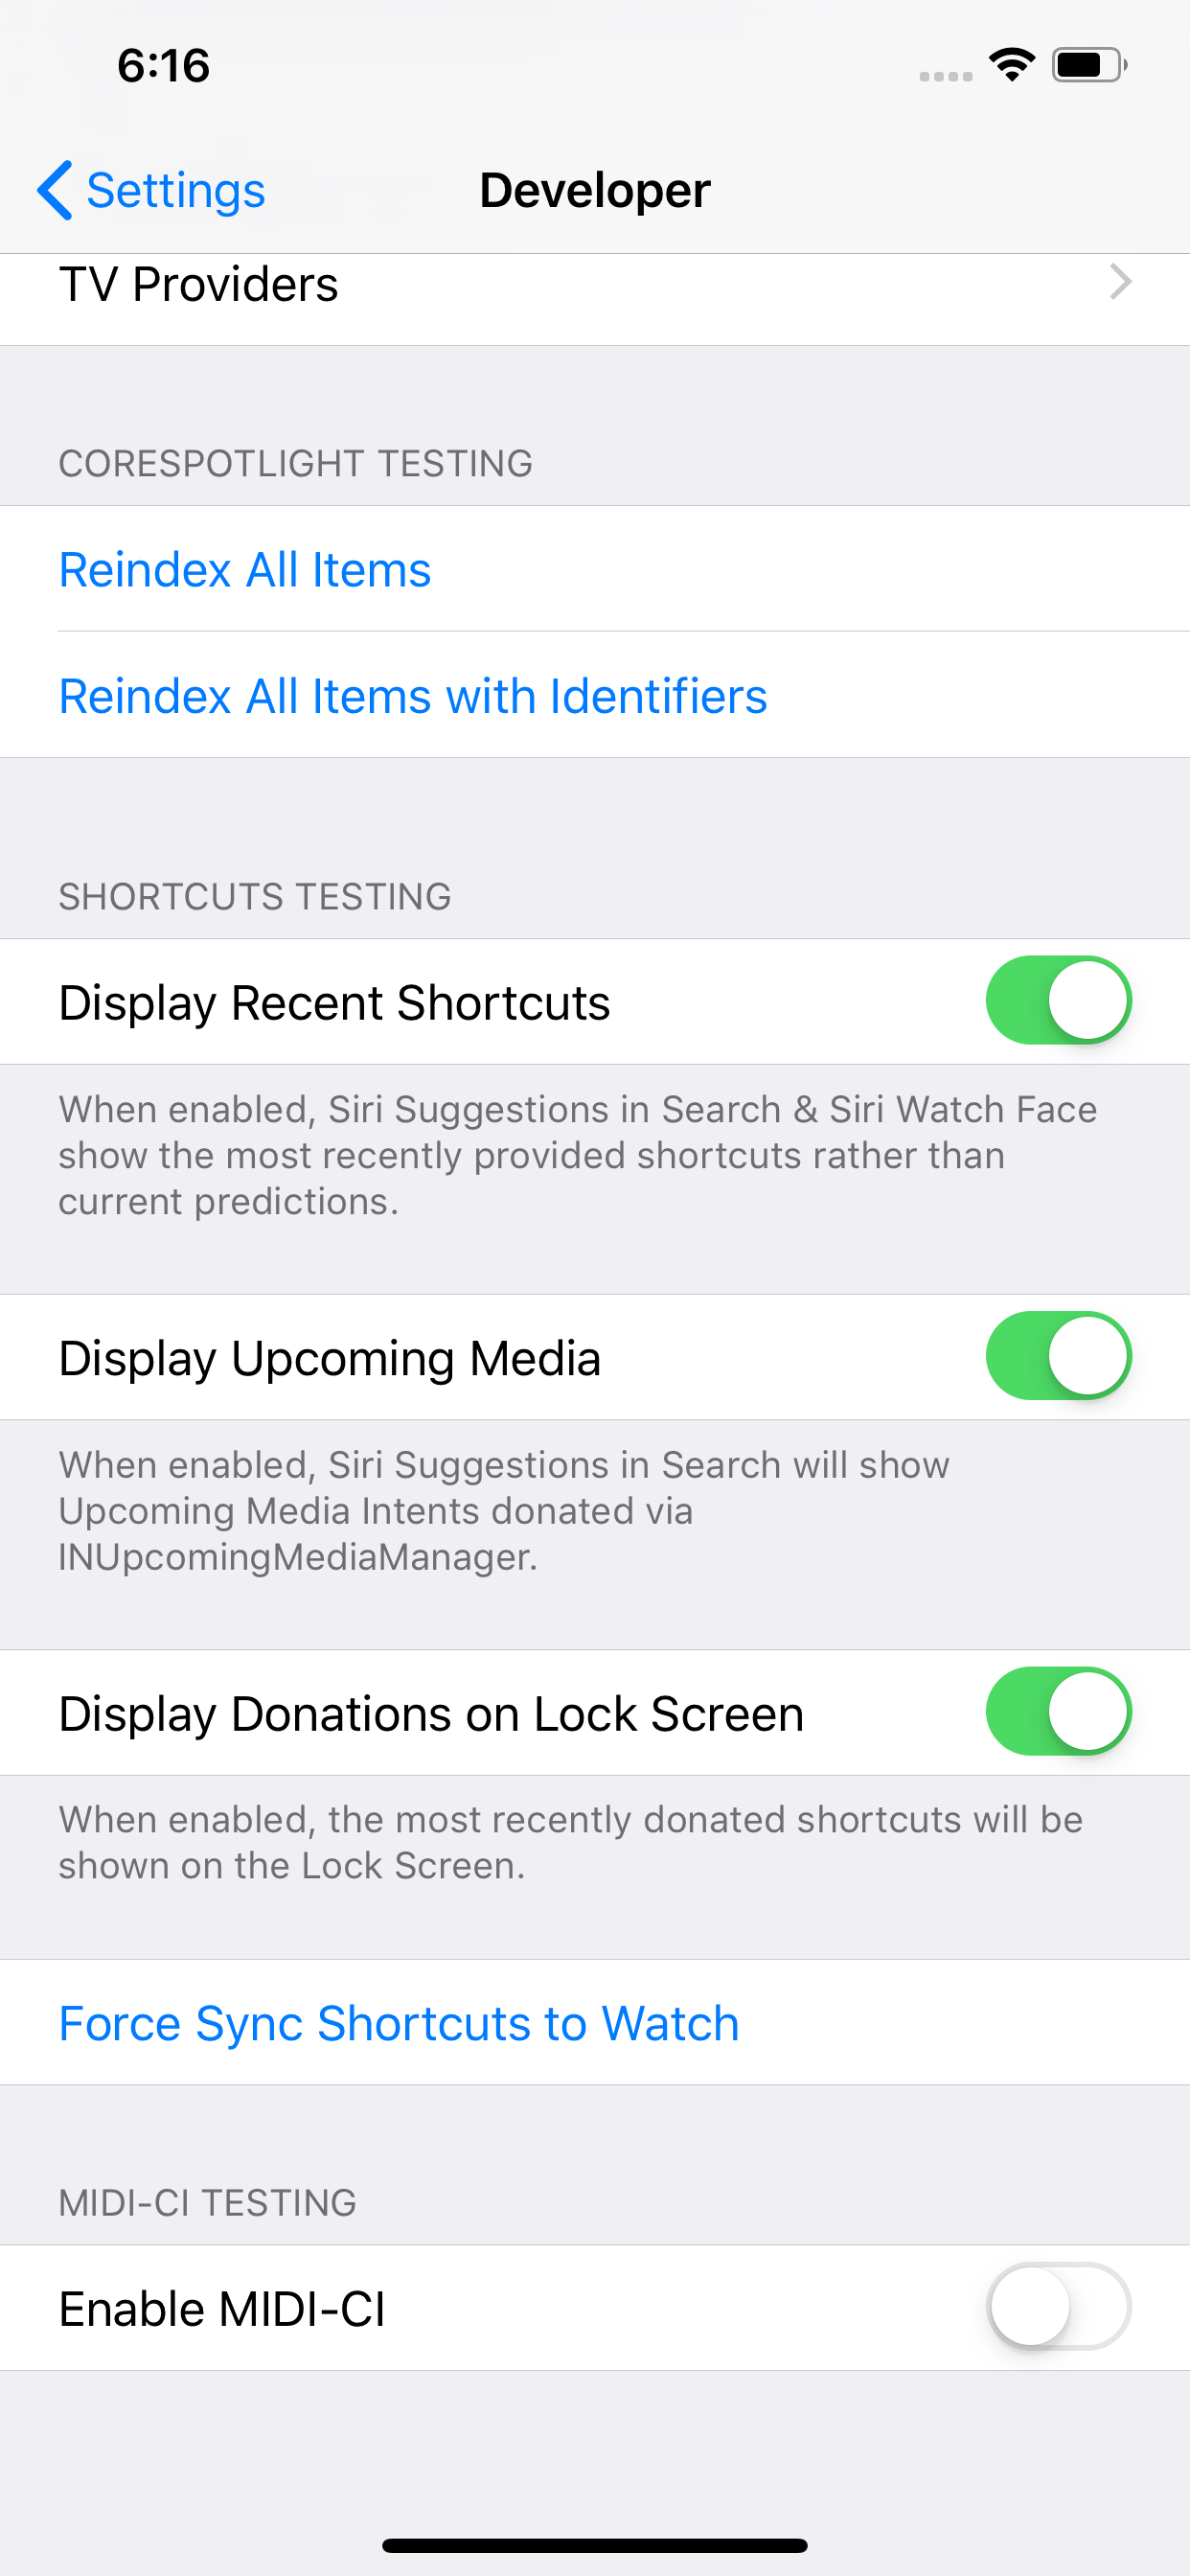 6:16
Settings
Developer
TV Providers
CORESPOTLIGHT TESTING
Reindex All Items
Reindex All Items with Identifiers
SHORTCUTS TESTING
Display Recent Shortcuts
When enabled, Siri Suggestions in Search & Siri Watch Face
show the most recently provided shortcuts rather than
current predictions.
Display Upcoming Media
When enabled, Siri Suggestions in Search will show
Upcoming Media Intents donated via
INUpcomingMediaManager.
Display Donations on Lock Screen
When enabled, the most recently donated shortcuts will be
shown on the Lock Screen.
Force Sync Shortcuts to Watch
MIDI-CI TESTING
Enable MIDI-CI